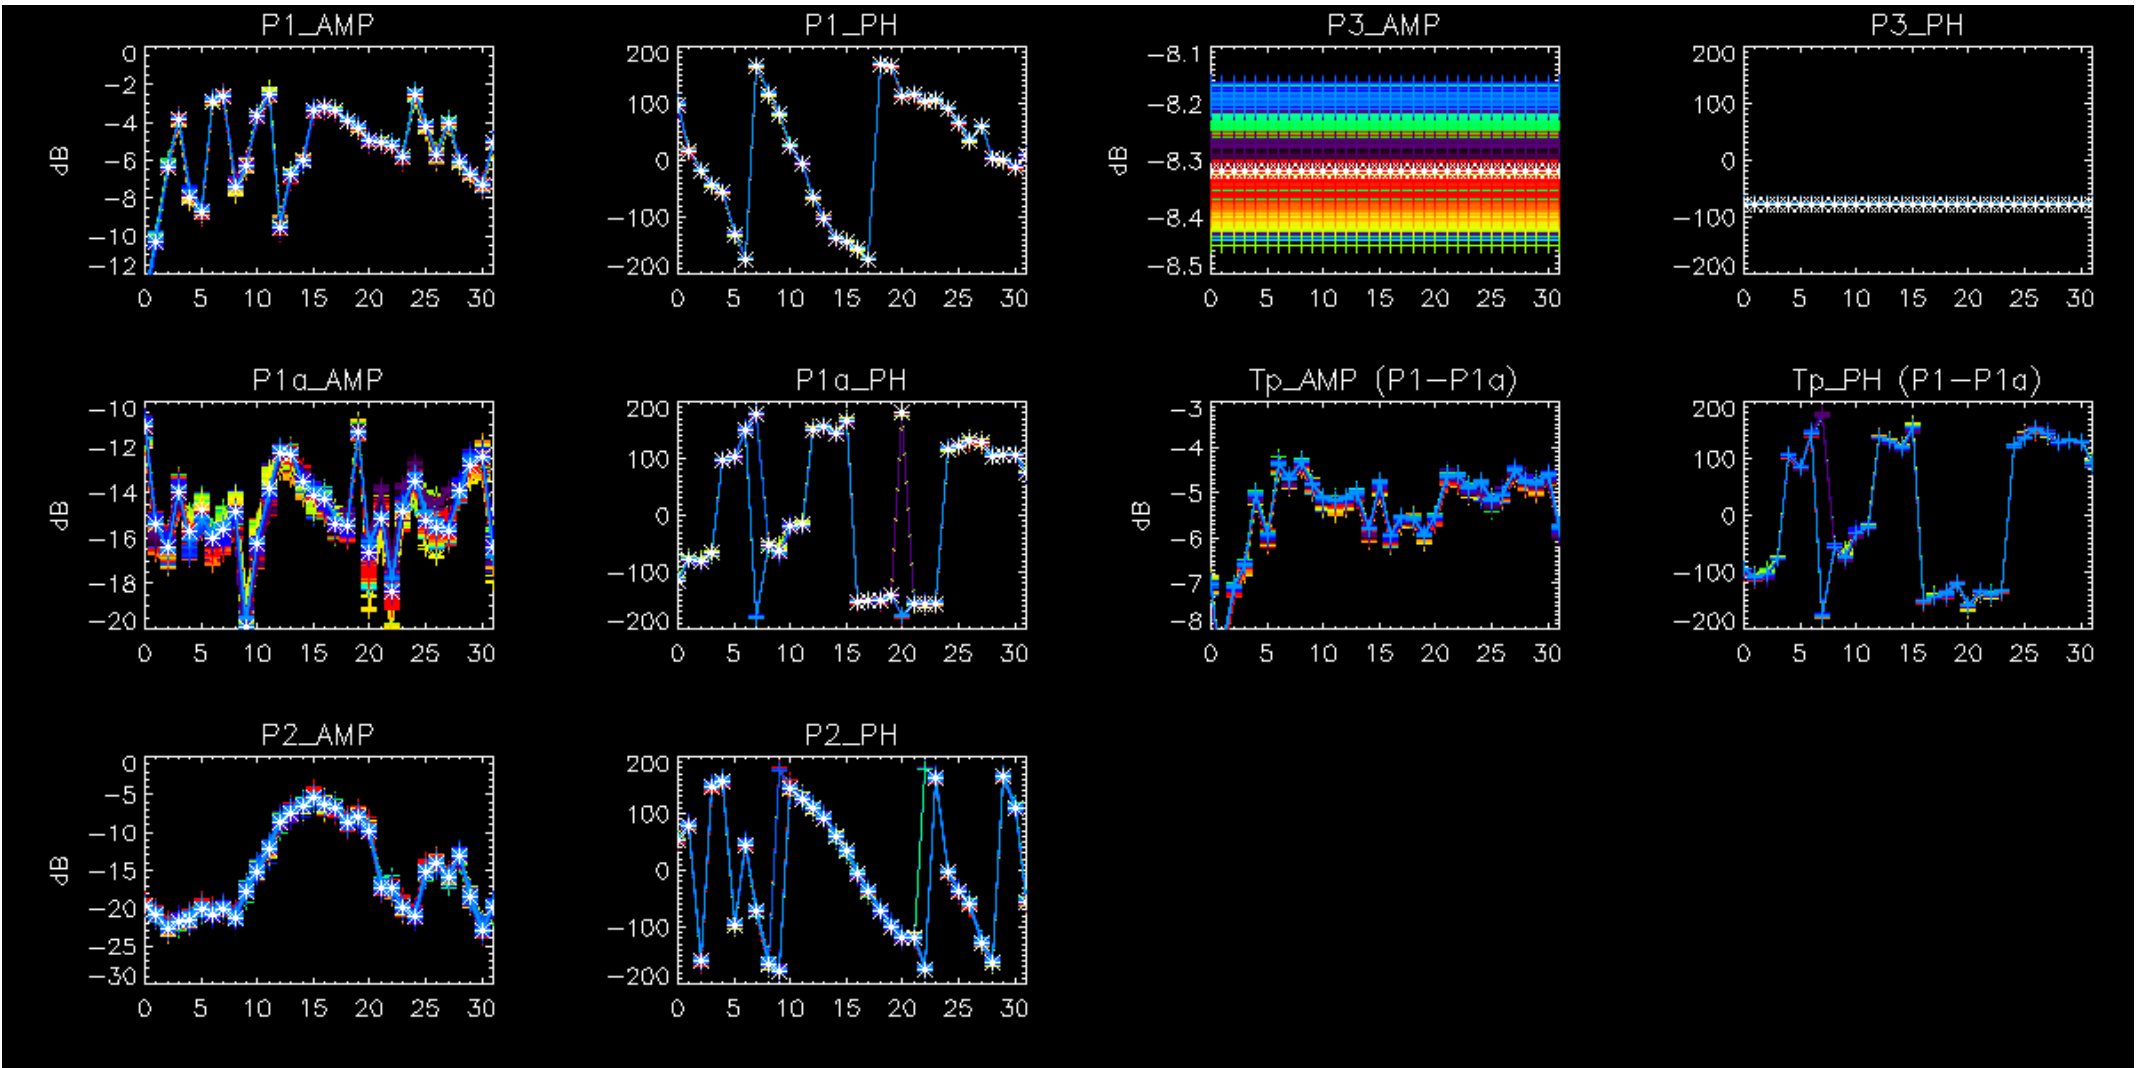 P1_AMP
dB
0
−2
−4
−6
−8
−10
−12
0 5 10 15 20 25 30
P1_PH
200
100
0
−100
−200
0 5 10 15 20 25 30
P3_AMP
dB
−8.1
−8.2
−8.3
−8.4
−8.5
0 5 10 15 20 25 30
P3_PH
200
100
0
−100
−200
0 5 10 15 20 25 30
P1a_AMP
dB
−10
−12
−14
−16
−18
−20
0 5 10 15 20 25 30
P1a_PH
200
100
0
−100
−200
0 5 10 15 20 25 30
Tp_AMP (P1−P1a)
dB
−3
−4
−5
−6
−7
−8
0 5 10 15 20 25 30
Tp_PH (P1−P1a)
200
100
0
−100
−200
0 5 10 15 20 25 30
P2_AMP
dB
0
−5
−10
−15
−20
−25
−30
0 5 10 15 20 25 30
P2_PH
200
100
0
−100
−200
0 5 10 15 20 25 30